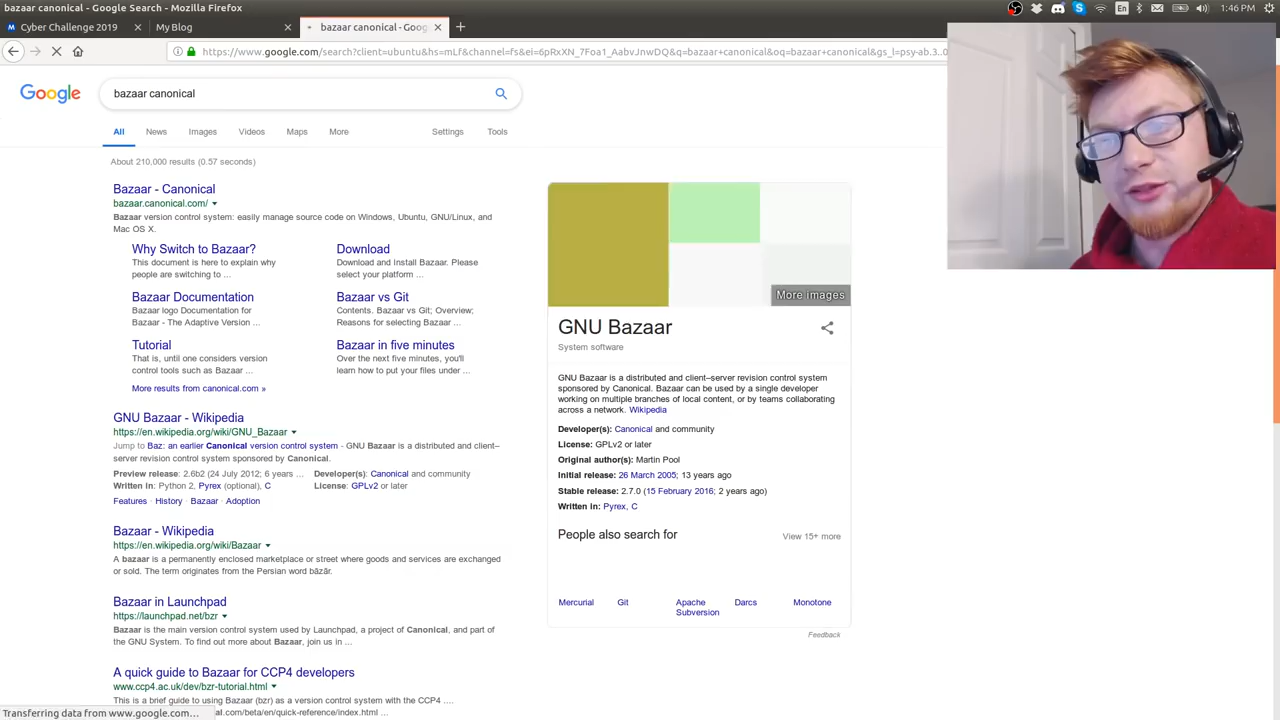 bazaar canonical - Google Search - Mozilla Firefox
1:46 PM
Cyber Challenge 2019
My Blog
bazaar canonical - Goog
https://www.google.com/search?client=ubuntu&hs=mLf&channel=fs&ei=6pRxXN_7Foa1_AabvJnwDQ&q=bazaar+canonical&oq=bazaar+canonical&gs_l=psy-ab.3..0
Google
bazaar canonical
All
News
Images
Videos
Maps
More
Settings
Tools
About 210,000 results (0.57 seconds)
Bazaar - Canonical
bazaar.canonical.com/
Bazaar version control system: easily manage source code on Windows, Ubuntu, GNU/Linux, and
Mac OS X.
Why Switch to Bazaar?
This document is here to explain why
people are switching to ...
Download
Download and Install Bazaar. Please
select your platform ...
Bazaar Documentation
Bazaar logo Documentation for
Bazaar - The Adaptive Version ...
Bazaar vs Git
Contents. Bazaar vs Git; Overview;
Reasons for selecting Bazaar ...
Tutorial
That is, until one considers version
control tools such as Bazaar ...
Bazaar in five minutes
Over the next five minutes, you'll
learn how to put your files under ...
More results from canonical.com »
GNU Bazaar - Wikipedia
https://en.wikipedia.org/wiki/GNU_Bazaar
Jump to Baz: an earlier Canonical version control system - GNU Bazaar is a distributed and client–
server revision control system sponsored by Canonical.
Preview release: 2.6b2 (24 July 2012; 6 years ...
Developer(s): Canonical and community
Written in: Python 2, Pyrex (optional), C
License: GPLv2 or later
Features · History · Bazaar · Adoption
Bazaar - Wikipedia
https://en.wikipedia.org/wiki/Bazaar
A bazaar is a permanently enclosed marketplace or street where goods and services are exchanged
or sold. The term originates from the Persian word bāzār.
Bazaar in Launchpad
https://launchpad.net/bzr
Bazaar is the main version control system used by Launchpad, a project of Canonical, and part of
the GNU System. To find out more about Bazaar, join us in ...
A quick guide to Bazaar for CCP4 developers
www.ccp4.ac.uk/dev/bzr-tutorial.html
This is a brief guide to using Bazaar (bzr) as a version control system with the CCP4 ....
al.com/beta/en/quick-reference/index.html ...
Transferring data from www.google.com...
More images
GNU Bazaar
System software
GNU Bazaar is a distributed and client–server revision control system
sponsored by Canonical. Bazaar can be used by a single developer
working on multiple branches of local content, or by teams collaborating
across a network. Wikipedia
Developer(s): Canonical and community
License: GPLv2 or later
Original author(s): Martin Pool
Initial release: 26 March 2005; 13 years ago
Stable release: 2.7.0 (15 February 2016; 2 years ago)
Written in: Pyrex, C
People also search for
View 15+ more
Mercurial
Git
Apache
Subversion
Darcs
Monotone
Feedback